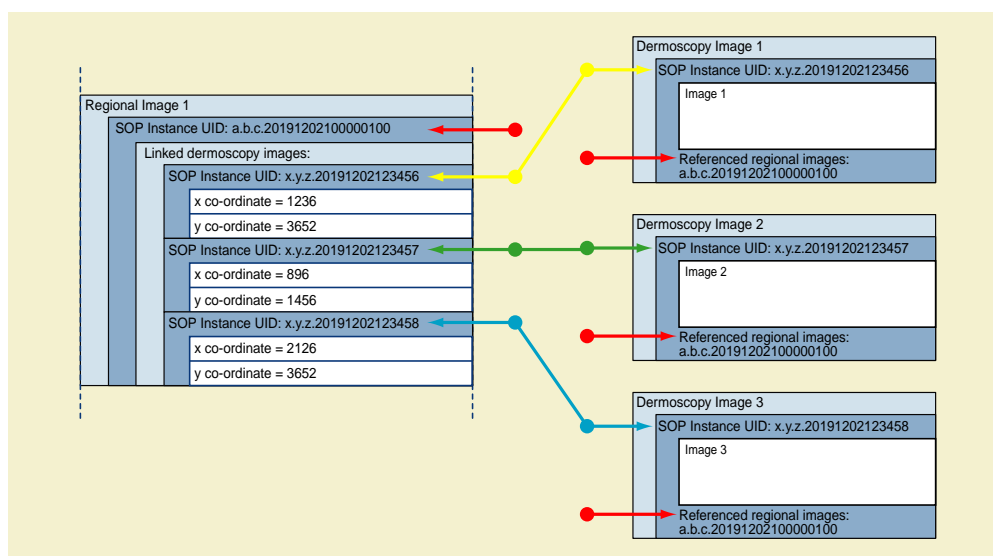 Regional Image 1
SOP Instance UID: a.b.c.20191202100000100
Linked dermoscopy images:
SOP Instance UID: x.y.z.20191202123456
x co-ordinate = 1236
y co-ordinate = 3652
SOP Instance UID: x.y.z.20191202123457
x co-ordinate = 896
y co-ordinate = 1456
SOP Instance UID: x.y.z.20191202123458
x co-ordinate = 2126
y co-ordinate = 3652
Dermoscopy Image 1
SOP Instance UID: x.y.z.20191202123456
Image 1
Referenced regional images:
a.b.c.20191202100000100
Dermoscopy Image 2
SOP Instance UID: x.y.z.20191202123457
Image 2
Referenced regional images:
a.b.c.20191202100000100
Dermoscopy Image 3
SOP Instance UID: x.y.z.20191202123458
Image 3
Referenced regional images:
a.b.c.20191202100000100